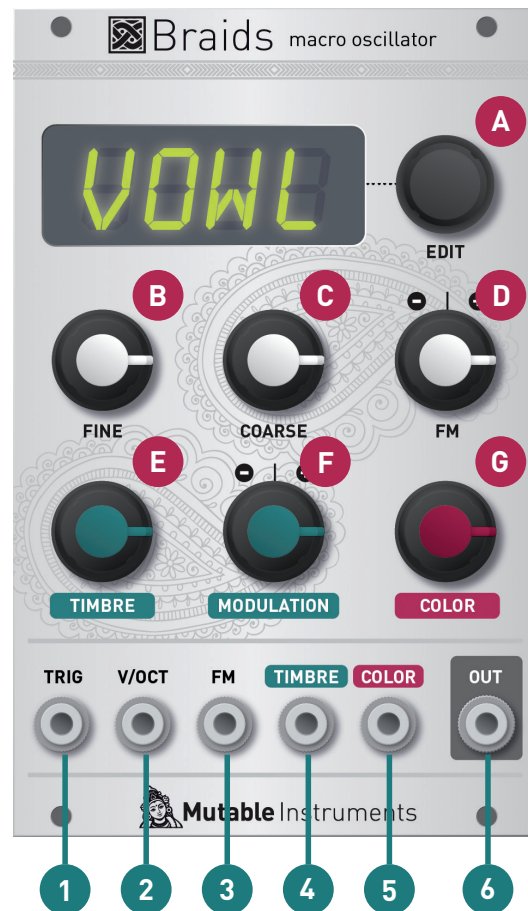 Braids macro oscillator
A
VOWL
EDIT
B C D
FINE COARSE FM
E F G
TIMBRE MODULATION COLOR
TRIG V/OCT FM TIMBRE COLOR OUT
Mutable Instruments
1 2 3 4 5 6